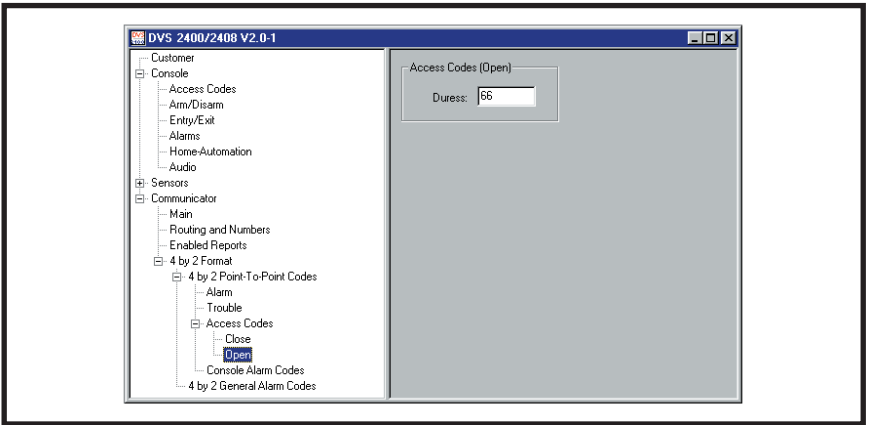 DVS 2400/2408 V2.0-1
Customer
Console
Access Codes
Arm/Disarm
Entry/Exit
Alarms
Home-Automation
Audio
Sensors
Communicator
Main
Routing and Numbers
Enabled Reports
4 by 2 Format
4 by 2 Point-To-Point Codes
Alarm
Trouble
Access Codes
Close
Open
Console Alarm Codes
4 by 2 General Alarm Codes
Access Codes (Open)
Duress: 66